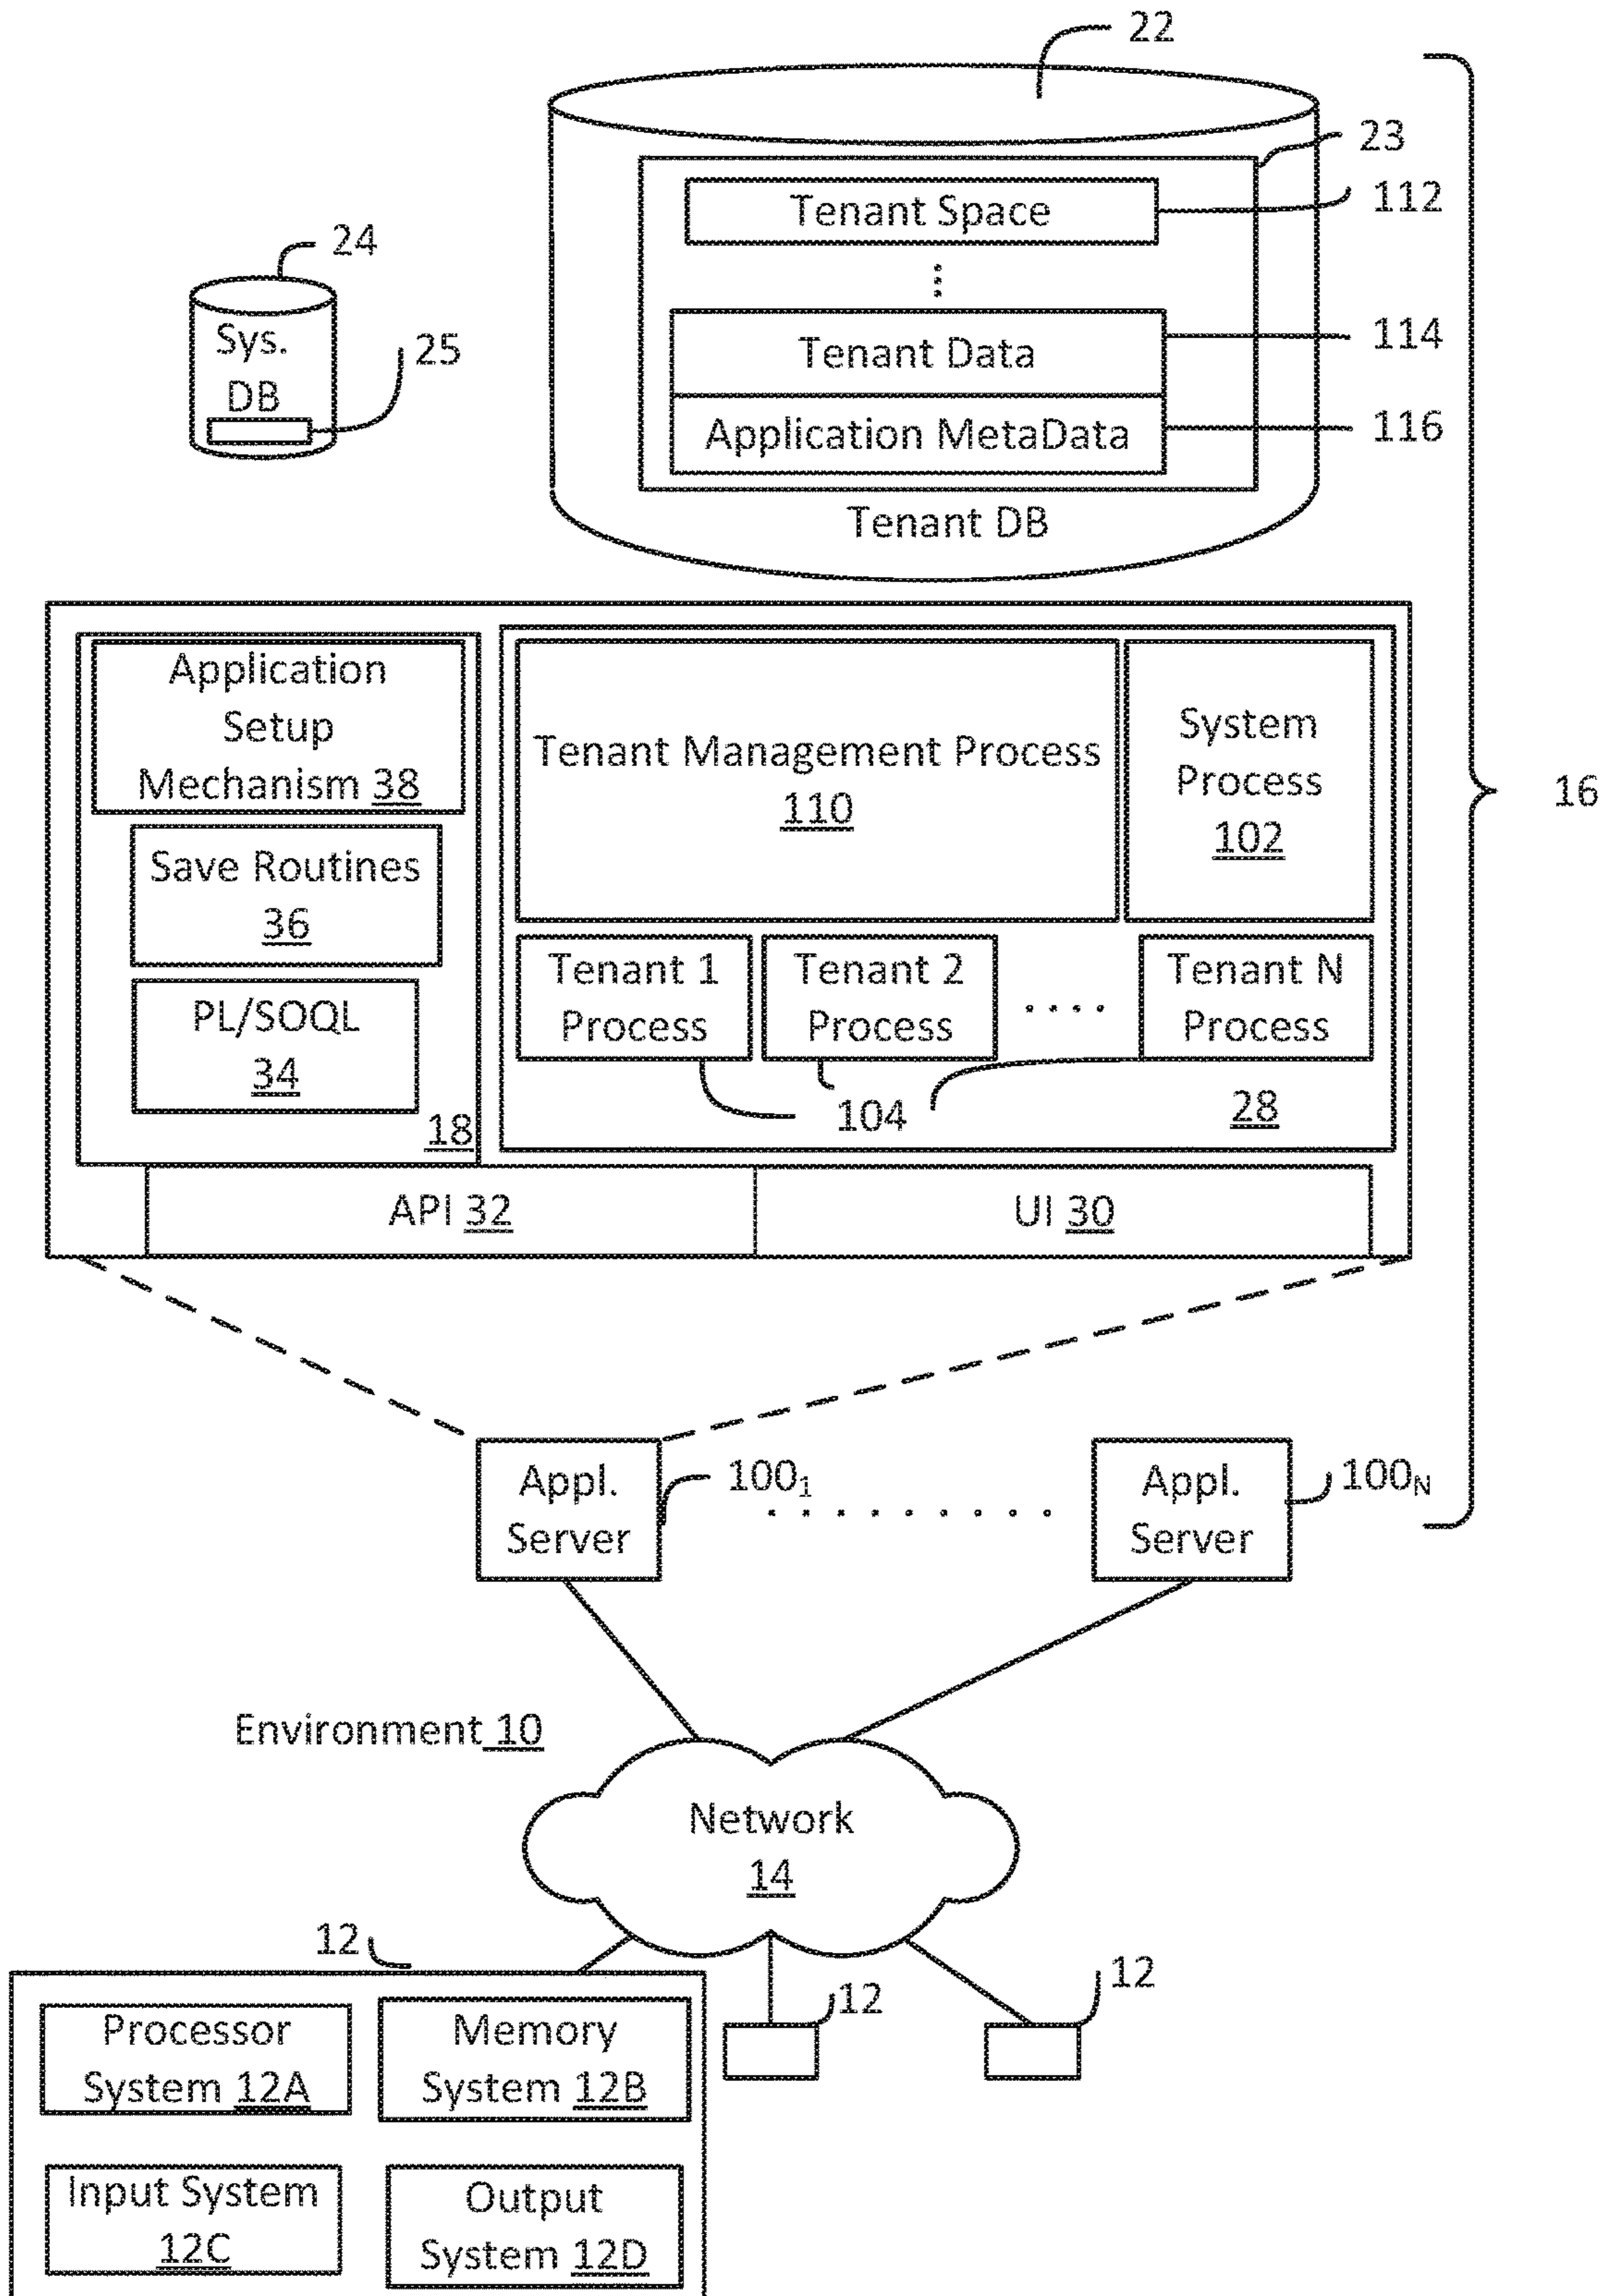 22
23
Tenant Space
112
24
Sys.
DB
25
Tenant Data
114
Application MetaData
116
Tenant DB
Application
Setup
Mechanism 38
Save Routines
36
PL/SOQL
34
18
Tenant Management Process
110
System
Process
102
Tenant 1
Process
Tenant 2
Process
Tenant N
Process
104
28
16
API 32
UI 30
Appl.
Server
100₁
Appl.
Server
100ₙ
Environment 10
Network
14
12
12
12
Processor
System 12A
Memory
System 12B
Input System
12C
Output
System 12D